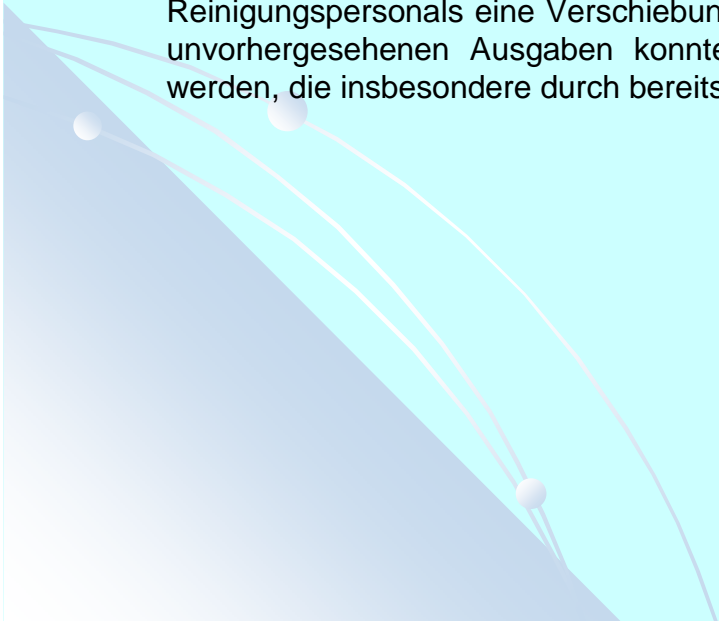 Reinigungspersonals eine Verschiebun
unvorhergesehenen Ausgaben konnte
werden, die insbesondere durch bereits